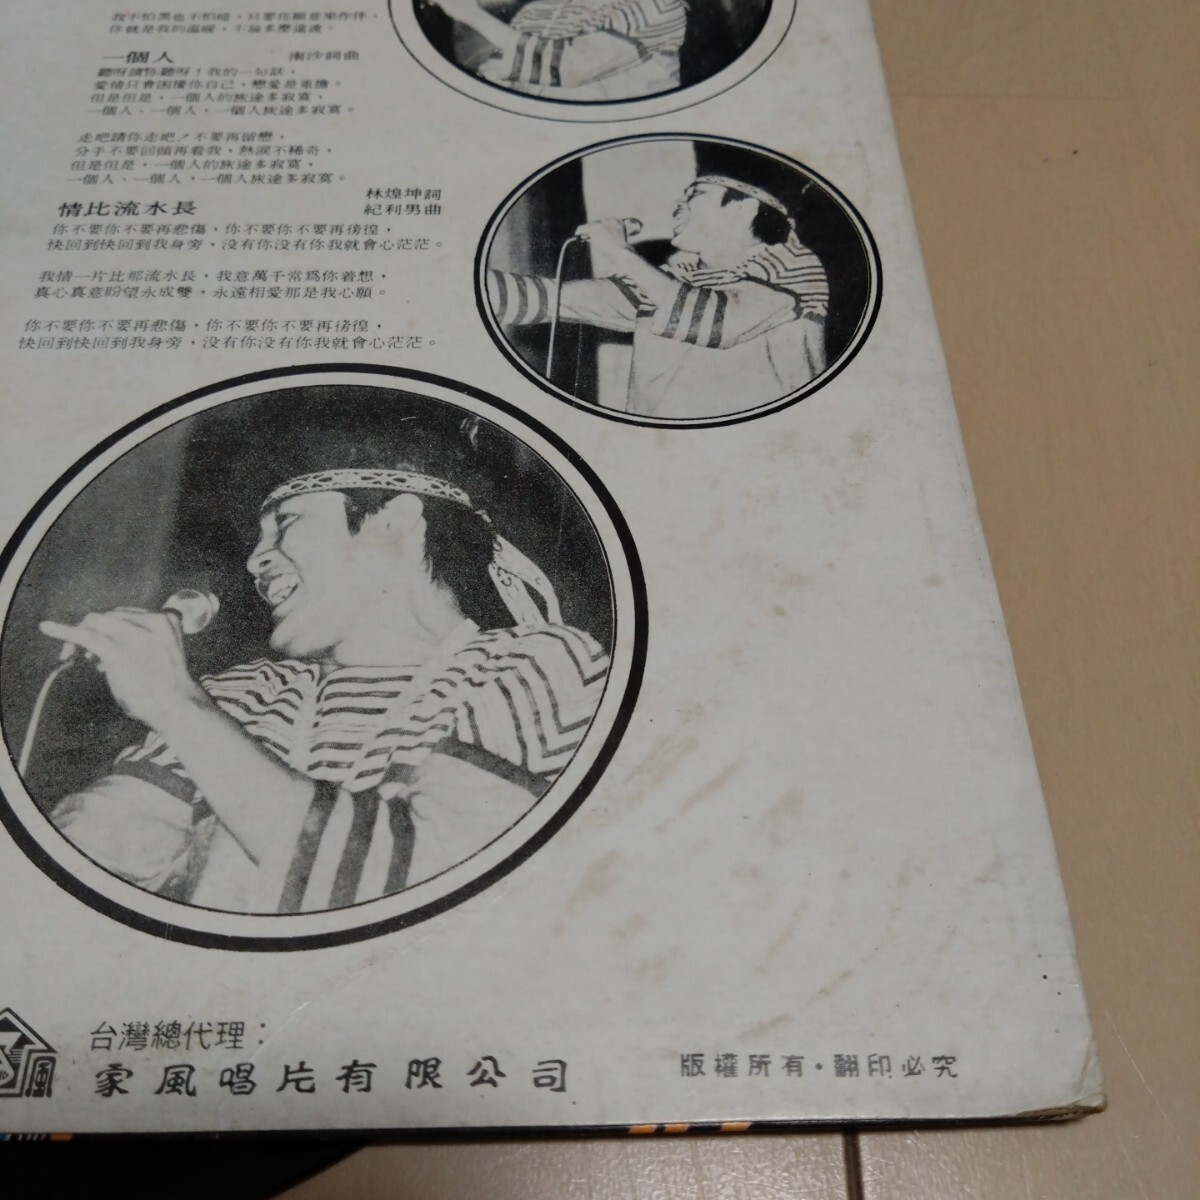 我不怕黑也不怕暗，只要你願意來作伴，
你就是我的溫暖，不論多麼遙遠。
一個人 南沙詞曲
聽呀請你聽呀！我的一句話，
愛情只會困擾你自己，戀愛是重擔。
但是但是，一個人的旅途多寂寞，
一個人、一個人，一個人旅途多寂寞。
走吧請你走吧！不要再留戀，
分手不要回頭再看我，熱淚不稀奇，
但是但是，一個人的旅途多寂寞，
一個人、一個人，一個人旅途多寂寞。
情比流水長 林煌坤詞
紀利男曲
你不要你不要再悲傷，你不要你不要再徬徨，
快回到快回到我身旁，没有你没有你我就會心茫茫。
我情一片比那流水長，我意萬千常爲你着想，
真心真意盼望永成雙，永遠相愛那是我心願。
你不要你不要再悲傷，你不要你不要再徬徨，
快回到快回到我身旁，没有你没有你我就會心茫茫。
風
台灣總代理：
家風唱片有限公司
版權所有・翻印必究